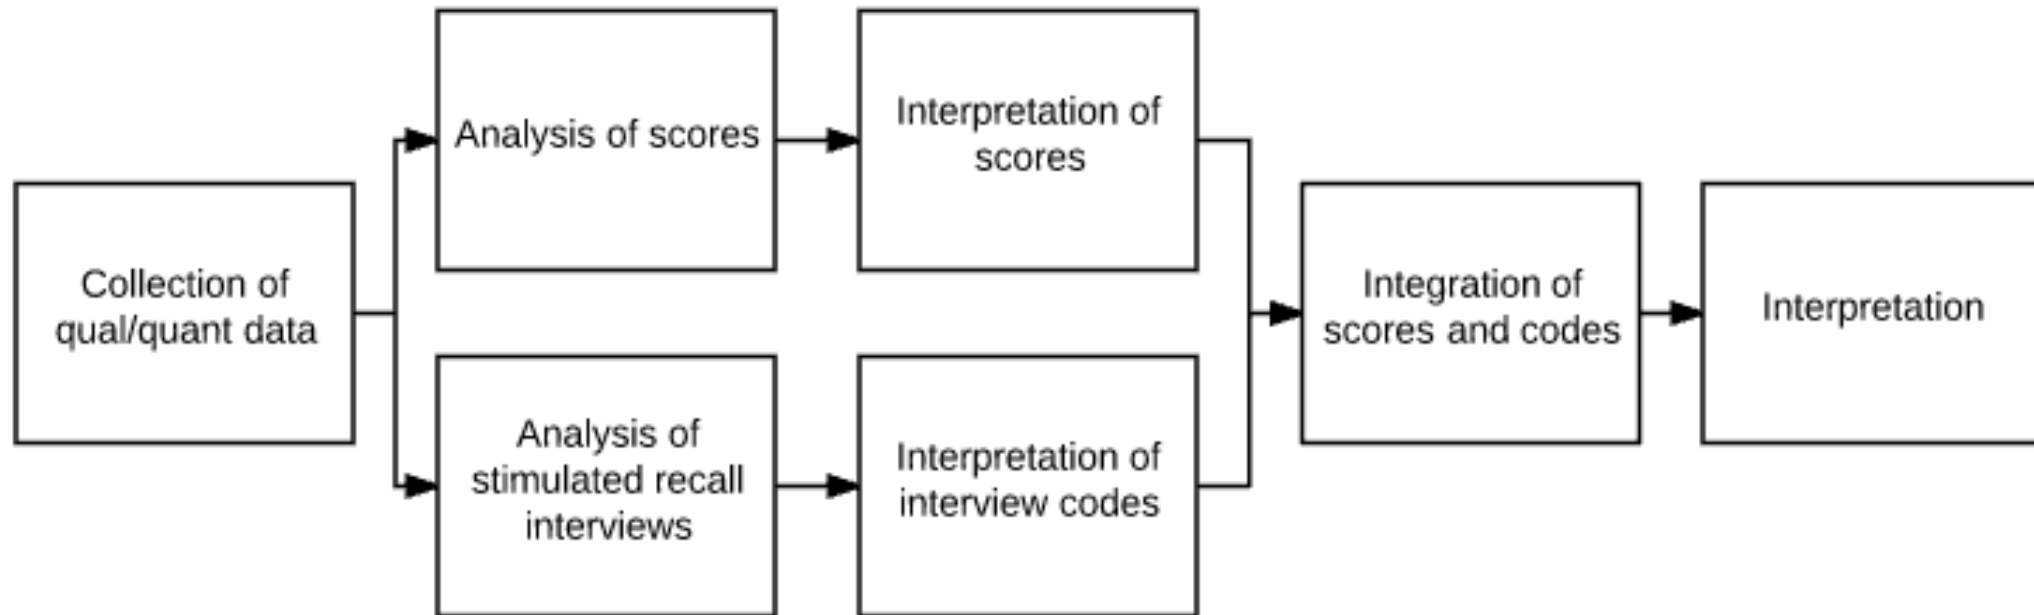 Collection of
qual/quant data
Analysis of scores
Interpretation of
scores
Analysis of
stimulated recall
interviews
Interpretation of
interview codes
Integration of
scores and codes
Interpretation